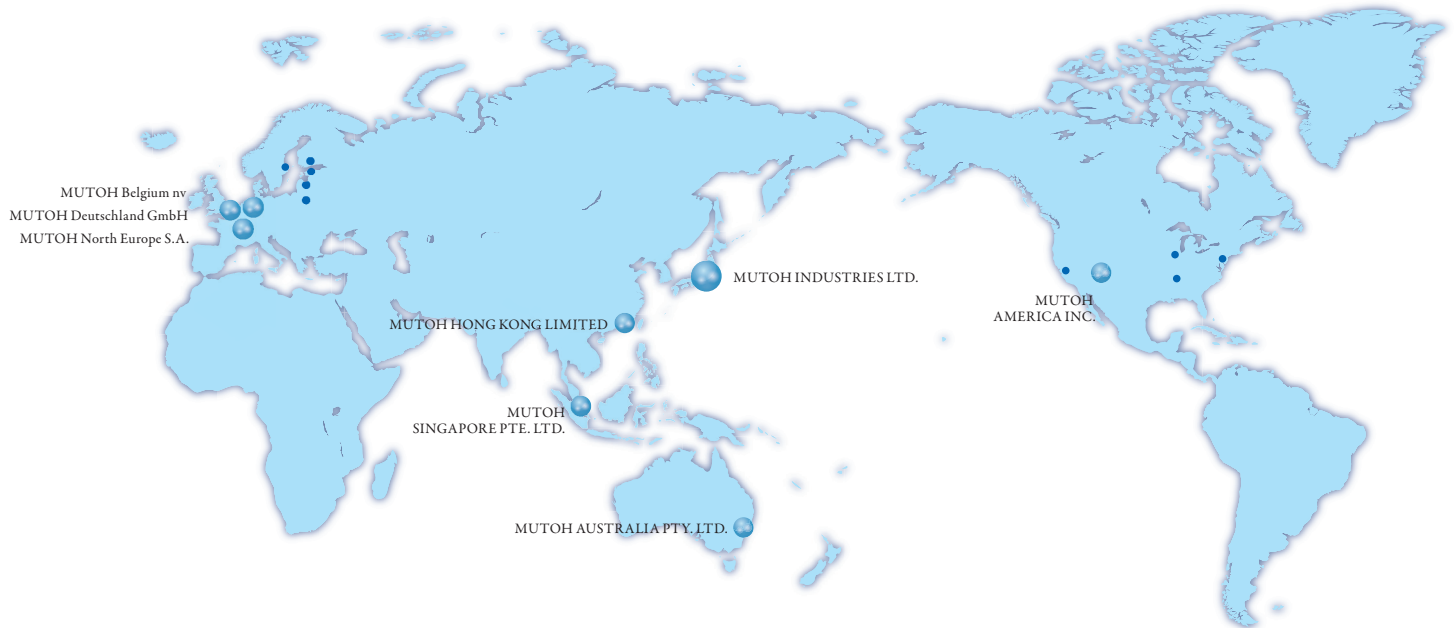 MUTOH Belgium nv
MUTOH Deutschland GmbH
MUTOH North Europe S.A.
MUTOH INDUSTRIES LTD.
MUTOH HONG KONG LIMITED
MUTOH
AMERICA INC.
MUTOH
SINGAPORE PTE. LTD.
MUTOH AUSTRALIA PTY. LTD.